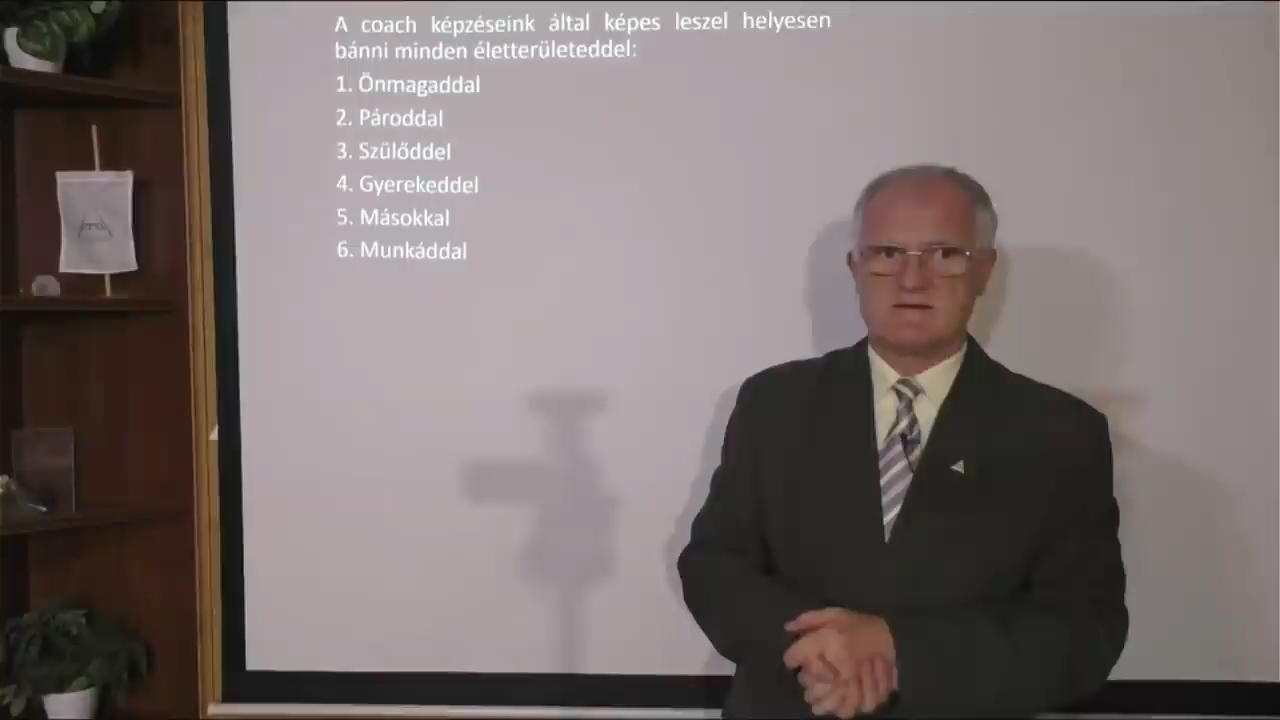 A coach képzéseink által képes leszel helyesen
bánni minden életterületeddel:
1. Önmagaddal
2. Pároddal
3. Szülőddel
4. Gyerekeddel
5. Másokkal
6. Munkáddal